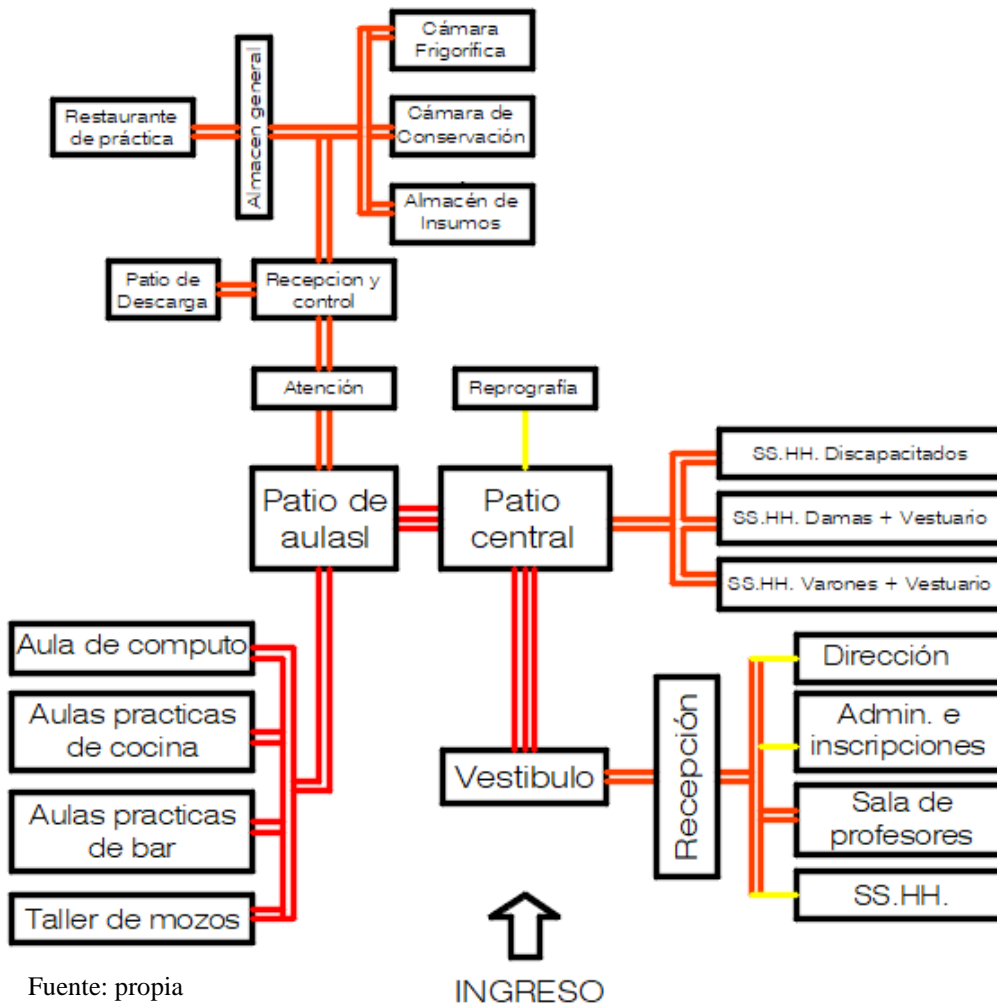 Cámara
Frigorífica
Restaurante
de práctica
Almacen general
Cámara de
Conservación
Almacén de
Insumos
Patio de
Descarga
Recepcion y
control
Atención
Reprografía
Patio de
aulasl
Patio
central
SS.HH. Discapacitados
SS.HH. Damas + Vestuario
SS.HH. Varones + Vestuario
Aula de computo
Aulas practicas
de cocina
Aulas practicas
de bar
Taller de mozos
Vestibulo
Recepción
Dirección
Admin. e
inscripciones
Sala de
profesores
SS.HH.
INGRESO
Fuente: propia